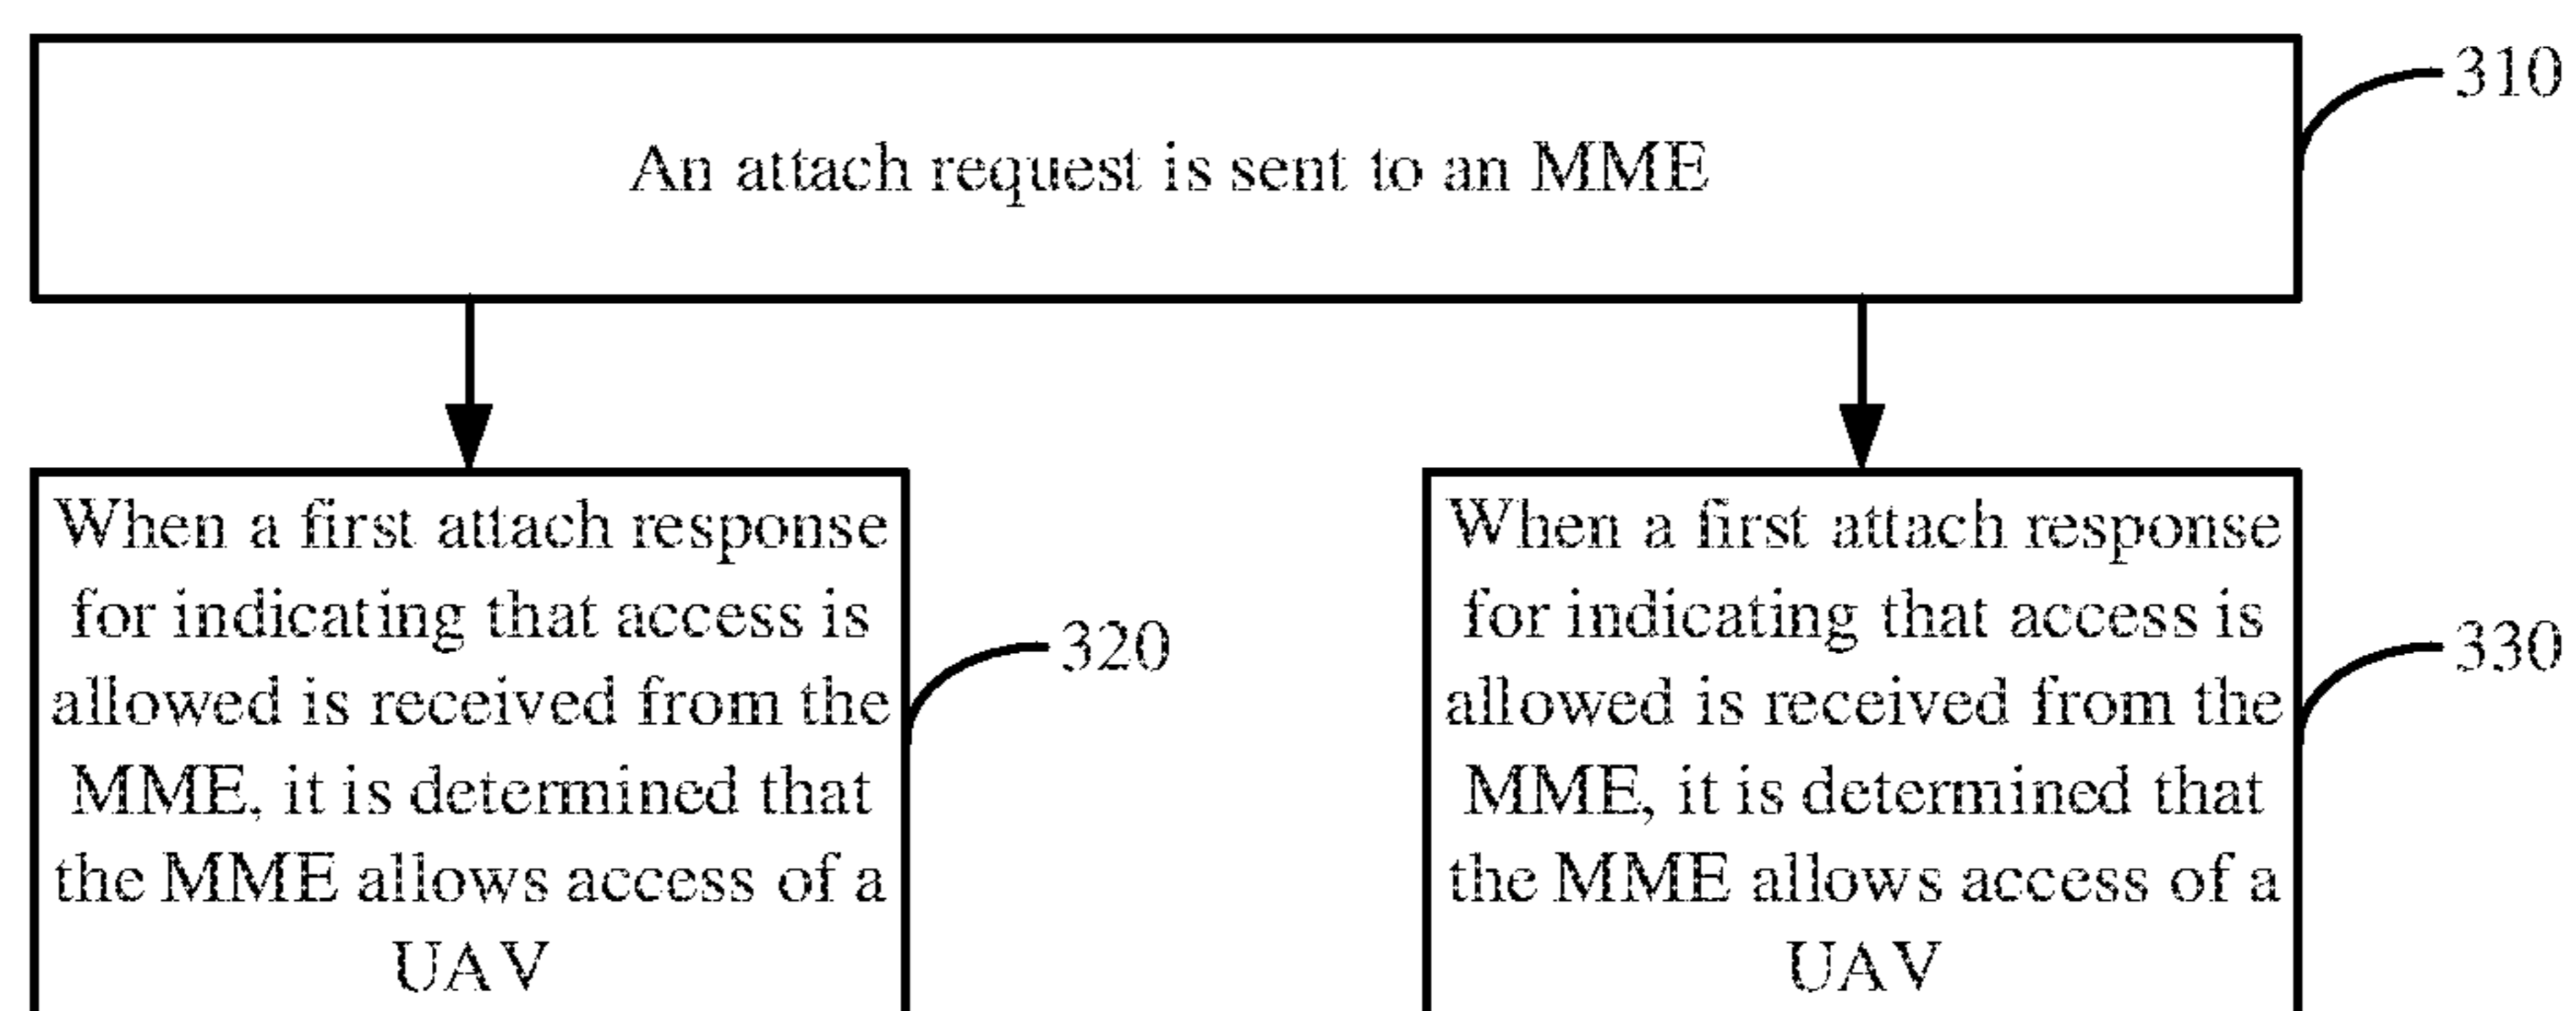 310
An attach request is sent to an MME
When a first attach response
for indicating that access is
allowed is received from the
MME, it is determined that
the MME allows access of a
UAV
320
When a first attach response
for indicating that access is
allowed is received from the
MME, it is determined that
the MME allows access of a
UAV
330